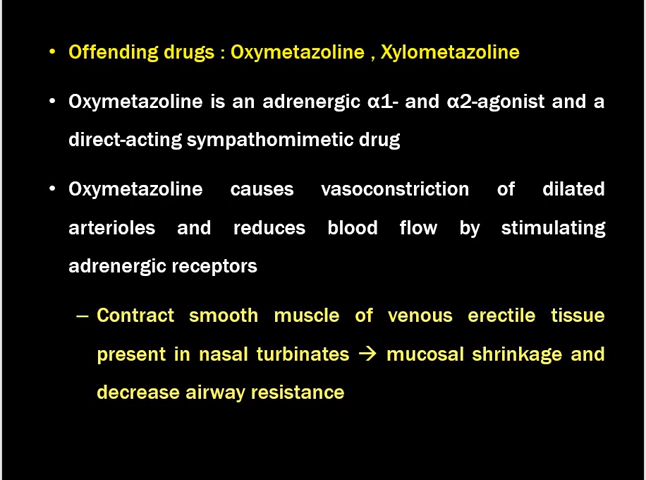 • Offending drugs : Oxymetazoline , Xylometazoline
• Oxymetazoline is an adrenergic α1- and α2-agonist and a
direct-acting sympathomimetic drug
• Oxymetazoline causes vasoconstriction of dilated
arterioles and reduces blood flow by stimulating
adrenergic receptors
– Contract smooth muscle of venous erectile tissue
present in nasal turbinates → mucosal shrinkage and
decrease airway resistance